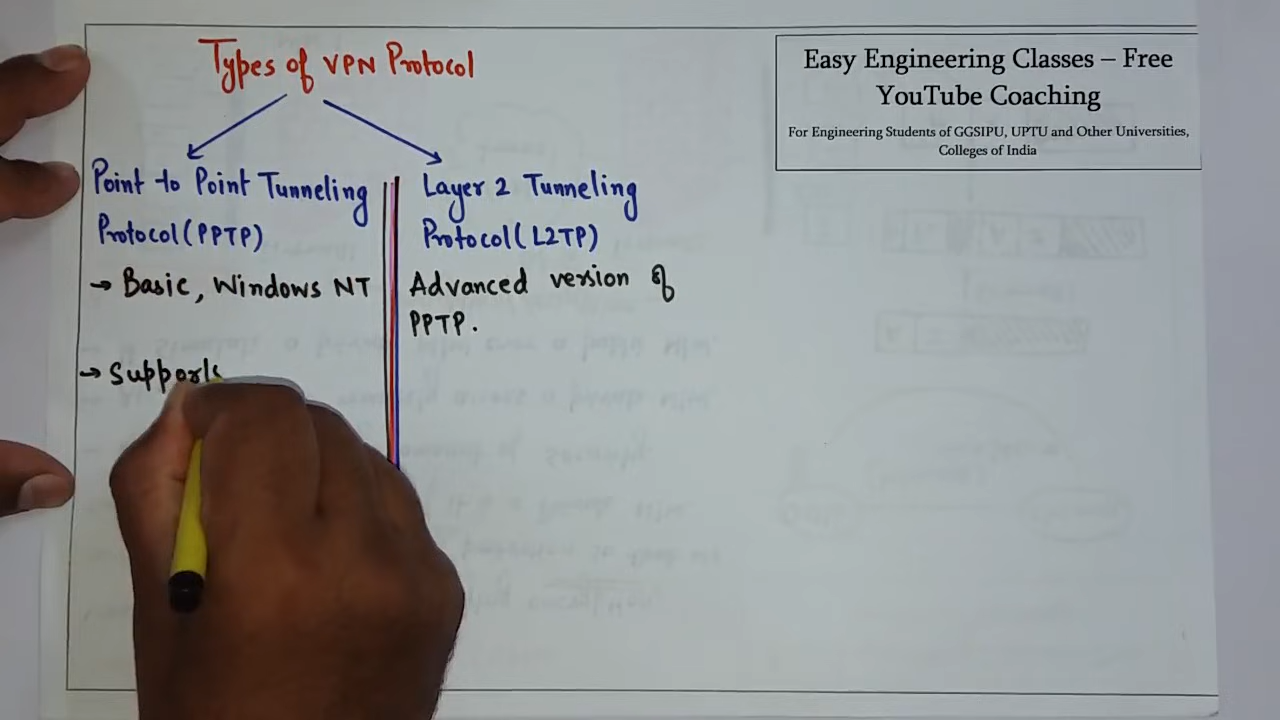 Types of VPN Protocol
Easy Engineering Classes – Free
YouTube Coaching
For Engineering Students of GGSIPU, UPTU and Other Universities,
Colleges of India
Point to Point Tunneling
Protocol (PPTP)
→ Basic, Windows NT
→ Supports
Layer 2 Tunneling
Protocol (L2TP)
Advanced version of
PPTP.